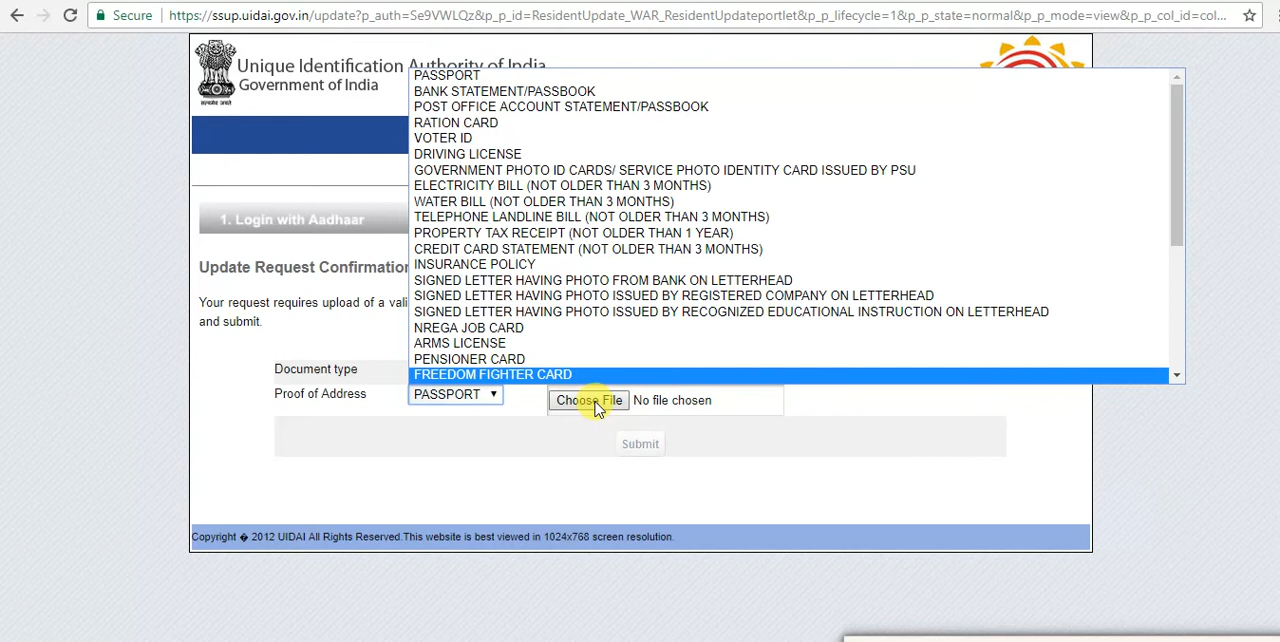 Secure https://ssup.uidai.gov.in/update?p_auth=Se9VWLQz&p_p_id=ResidentUpdate_WAR_ResidentUpdateportlet&p_p_lifecycle=1&p_p_state=normal&p_p_mode=view&p_p_col_id=col...
सत्यमेव जयते
Unique Identification Authority of India
Government of India
PASSPORT
BANK STATEMENT/PASSBOOK
POST OFFICE ACCOUNT STATEMENT/PASSBOOK
RATION CARD
VOTER ID
DRIVING LICENSE
GOVERNMENT PHOTO ID CARDS/ SERVICE PHOTO IDENTITY CARD ISSUED BY PSU
ELECTRICITY BILL (NOT OLDER THAN 3 MONTHS)
WATER BILL (NOT OLDER THAN 3 MONTHS)
TELEPHONE LANDLINE BILL (NOT OLDER THAN 3 MONTHS)
PROPERTY TAX RECEIPT (NOT OLDER THAN 1 YEAR)
CREDIT CARD STATEMENT (NOT OLDER THAN 3 MONTHS)
INSURANCE POLICY
SIGNED LETTER HAVING PHOTO FROM BANK ON LETTERHEAD
SIGNED LETTER HAVING PHOTO ISSUED BY REGISTERED COMPANY ON LETTERHEAD
SIGNED LETTER HAVING PHOTO ISSUED BY RECOGNIZED EDUCATIONAL INSTRUCTION ON LETTERHEAD
NREGA JOB CARD
ARMS LICENSE
PENSIONER CARD
FREEDOM FIGHTER CARD
1. Login with Aadhaar
Update Request Confirmation
Your request requires upload of a vali
and submit.
Document type
Proof of Address PASSPORT Choose File No file chosen
Submit
Copyright � 2012 UIDAI All Rights Reserved.This website is best viewed in 1024x768 screen resolution.